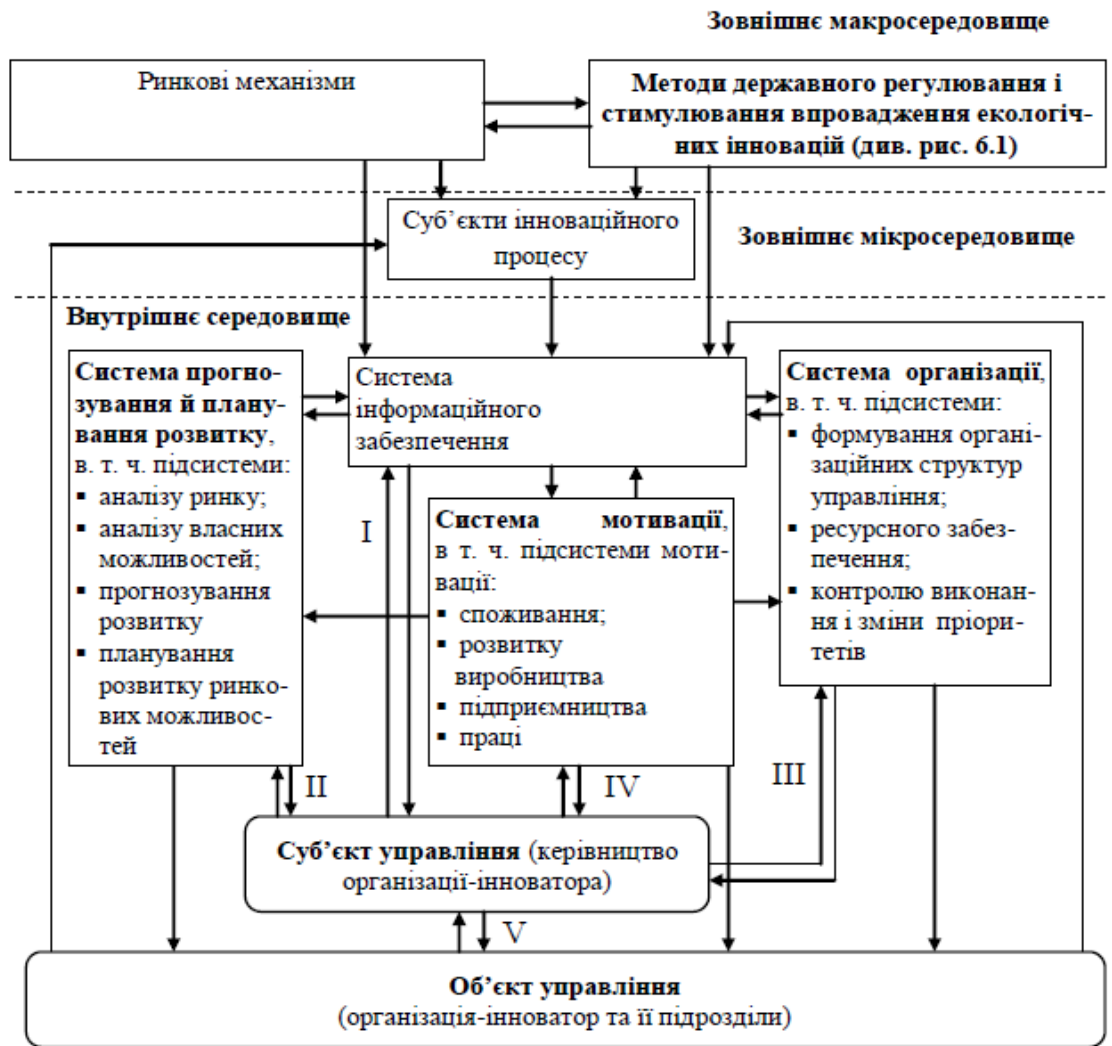 Зовнішнє макросередовище
Ринкові механізми
Методи державного регулювання і
стимулювання впровадження екологіч-
них інновацій (див. рис. 6.1)
Суб’єкти інноваційного
процесу
Зовнішнє мікросередовище
Внутрішнє середовище
Система прогно-
зування й плану-
вання розвитку,
в. т. ч. підсистеми:
▪ аналізу ринку;
▪ аналізу власних
можливостей;
▪ прогнозування
розвитку
▪ планування
розвитку ринко-
вих можливос-
тей
Система
інформаційного
забезпечення
Система організації,
в. т. ч. підсистеми:
▪ формування органі-
заційних структур
управління;
▪ ресурсного забез-
печення;
▪ контролю виконан-
ня і зміни пріори-
тетів
Система мотивації,
в т. ч. підсистеми моти-
вації:
▪ споживання;
▪ розвитку
виробництва
▪ підприємництва
▪ праці
I
II
IV
III
Суб’єкт управління (керівництво
організації-інноватора)
V
Об’єкт управління
(організація-інноватор та її підрозділи)